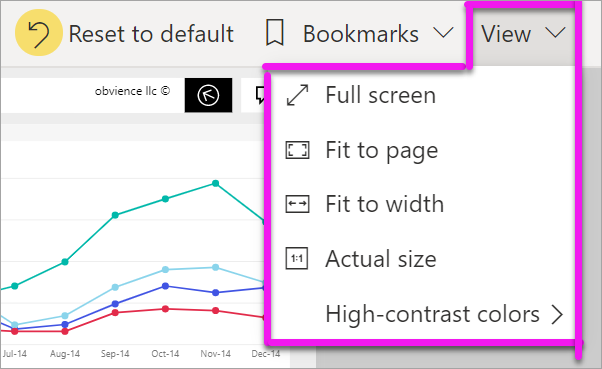 Reset to default
Bookmarks
View
obvience llc ©
Full screen
Fit to page
Fit to width
1:1
Actual size
High-contrast colors
Jul-14 Aug-14 Sep-14 Oct-14 Nov-14 Dec-14